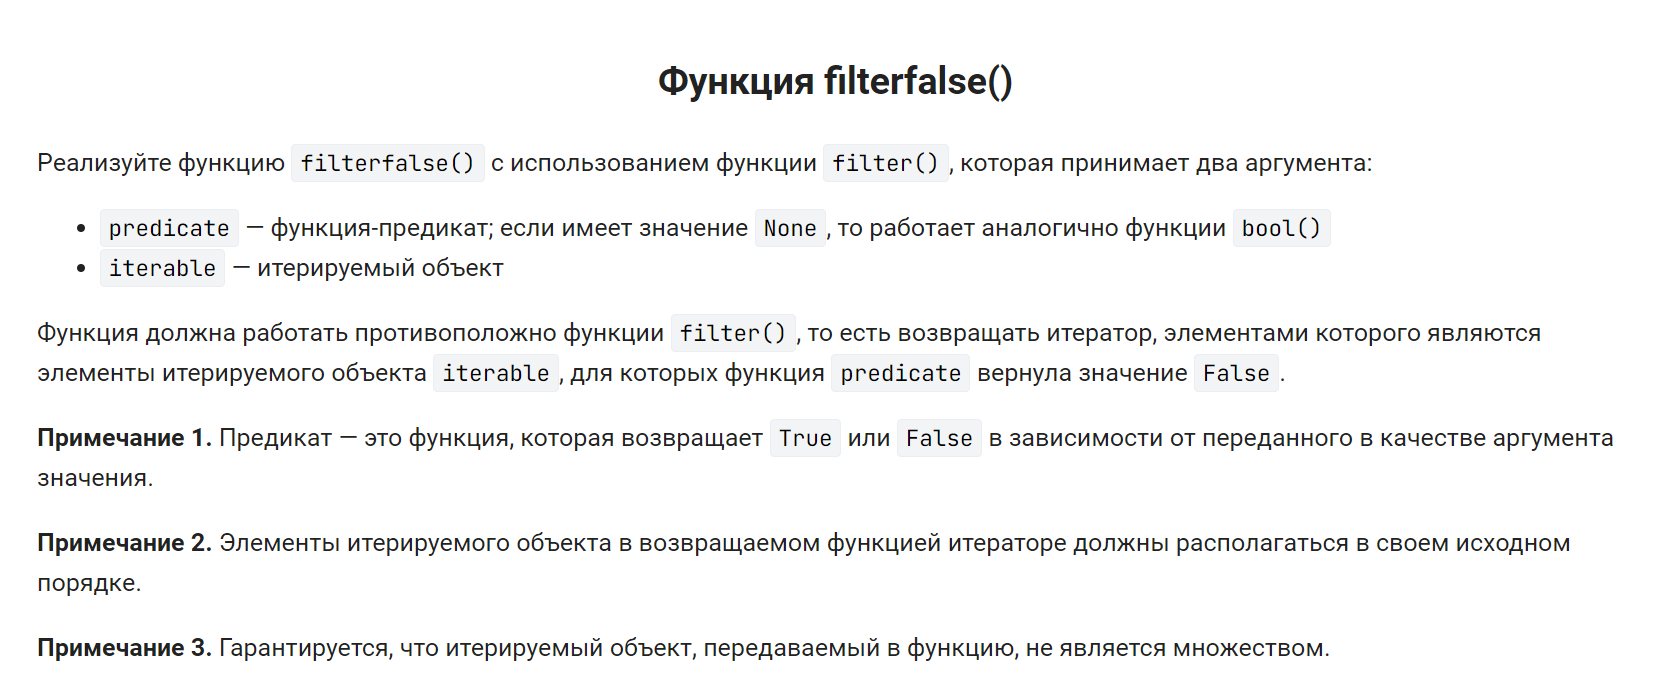 Функция filterfalse()
Реализуйте функцию filterfalse() с использованием функции filter(), которая принимает два аргумента:
• predicate — функция-предикат; если имеет значение None, то работает аналогично функции bool()
• iterable — итерируемый объект
Функция должна работать противоположно функции filter(), то есть возвращать итератор, элементами которого являются
элементы итерируемого объекта iterable, для которых функция predicate вернула значение False.
Примечание 1. Предикат — это функция, которая возвращает True или False в зависимости от переданного в качестве аргумента
значения.
Примечание 2. Элементы итерируемого объекта в возвращаемом функцией итераторе должны располагаться в своем исходном
порядке.
Примечание 3. Гарантируется, что итерируемый объект, передаваемый в функцию, не является множеством.